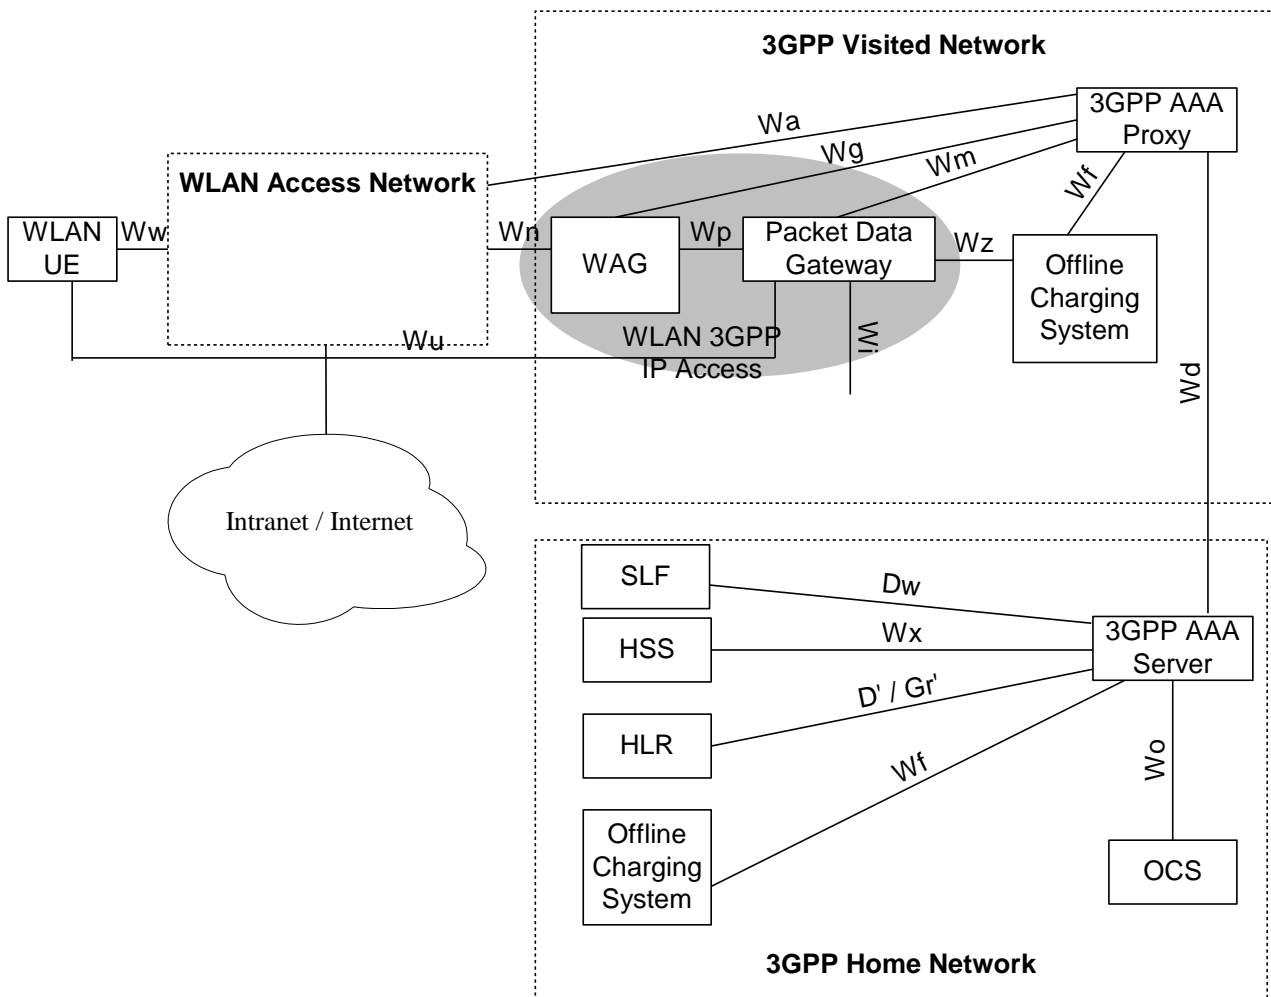 3GPP Visited Network
3GPP AAA
Proxy
Wa
Wg
Wm
Wf
WLAN Access Network
WLAN
UE
Ww
Wn
WAG
Wp
Packet Data
Gateway
Wz
Offline
Charging
System
Wu
WLAN 3GPP
IP Access
Wi
Wd
Intranet / Internet
SLF
Dw
HSS
Wx
3GPP AAA
Server
HLR
D' / Gr'
Wf
Wo
Offline
Charging
System
OCS
3GPP Home Network